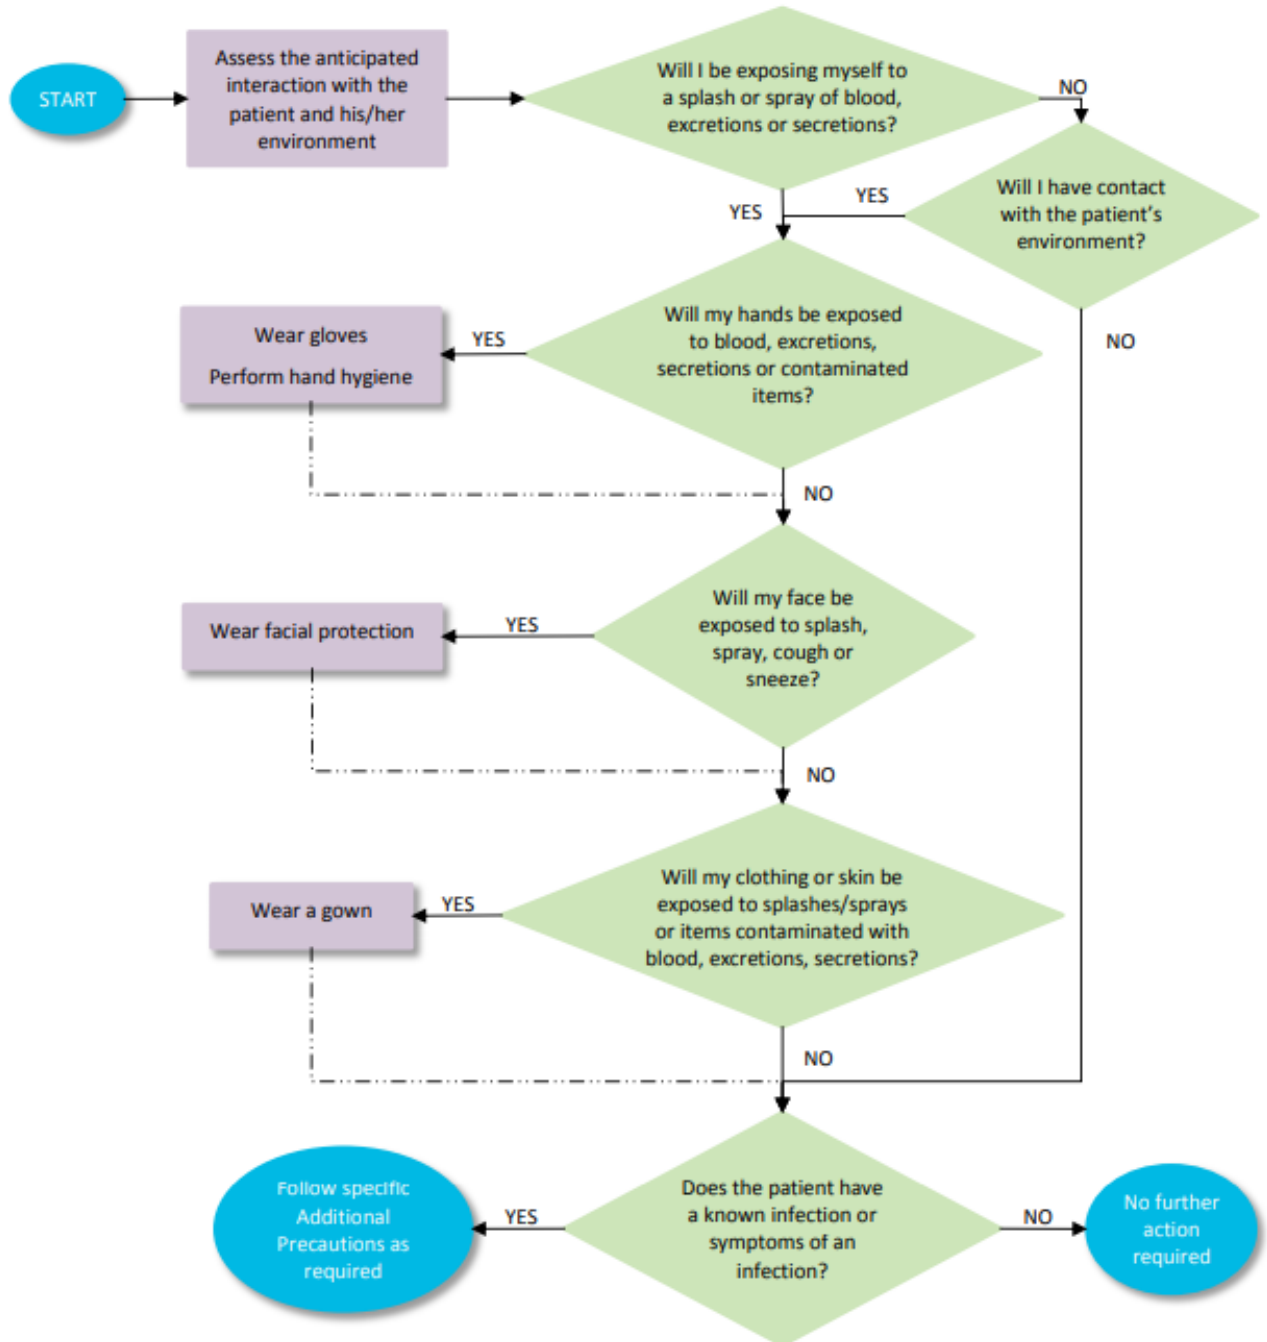 START
Assess the anticipated
interaction with the
patient and his/her
environment
Will I be exposing myself to
a splash or spray of blood,
excretions or secretions?
NO
Will I have contact
with the patient's
environment?
YES
YES
NO
Will my hands be exposed
to blood, excretions,
secretions or contaminated
items?
YES
Wear gloves
Perform hand hygiene
NO
Will my face be
exposed to splash,
spray, cough or
sneeze?
YES
Wear facial protection
NO
Will my clothing or skin be
exposed to splashes/sprays
or items contaminated with
blood, excretions, secretions?
YES
Wear a gown
NO
Does the patient have
a known infection or
symptoms of an
infection?
YES
Follow specific
Additional
Precautions as
required
NO
No further
action
required